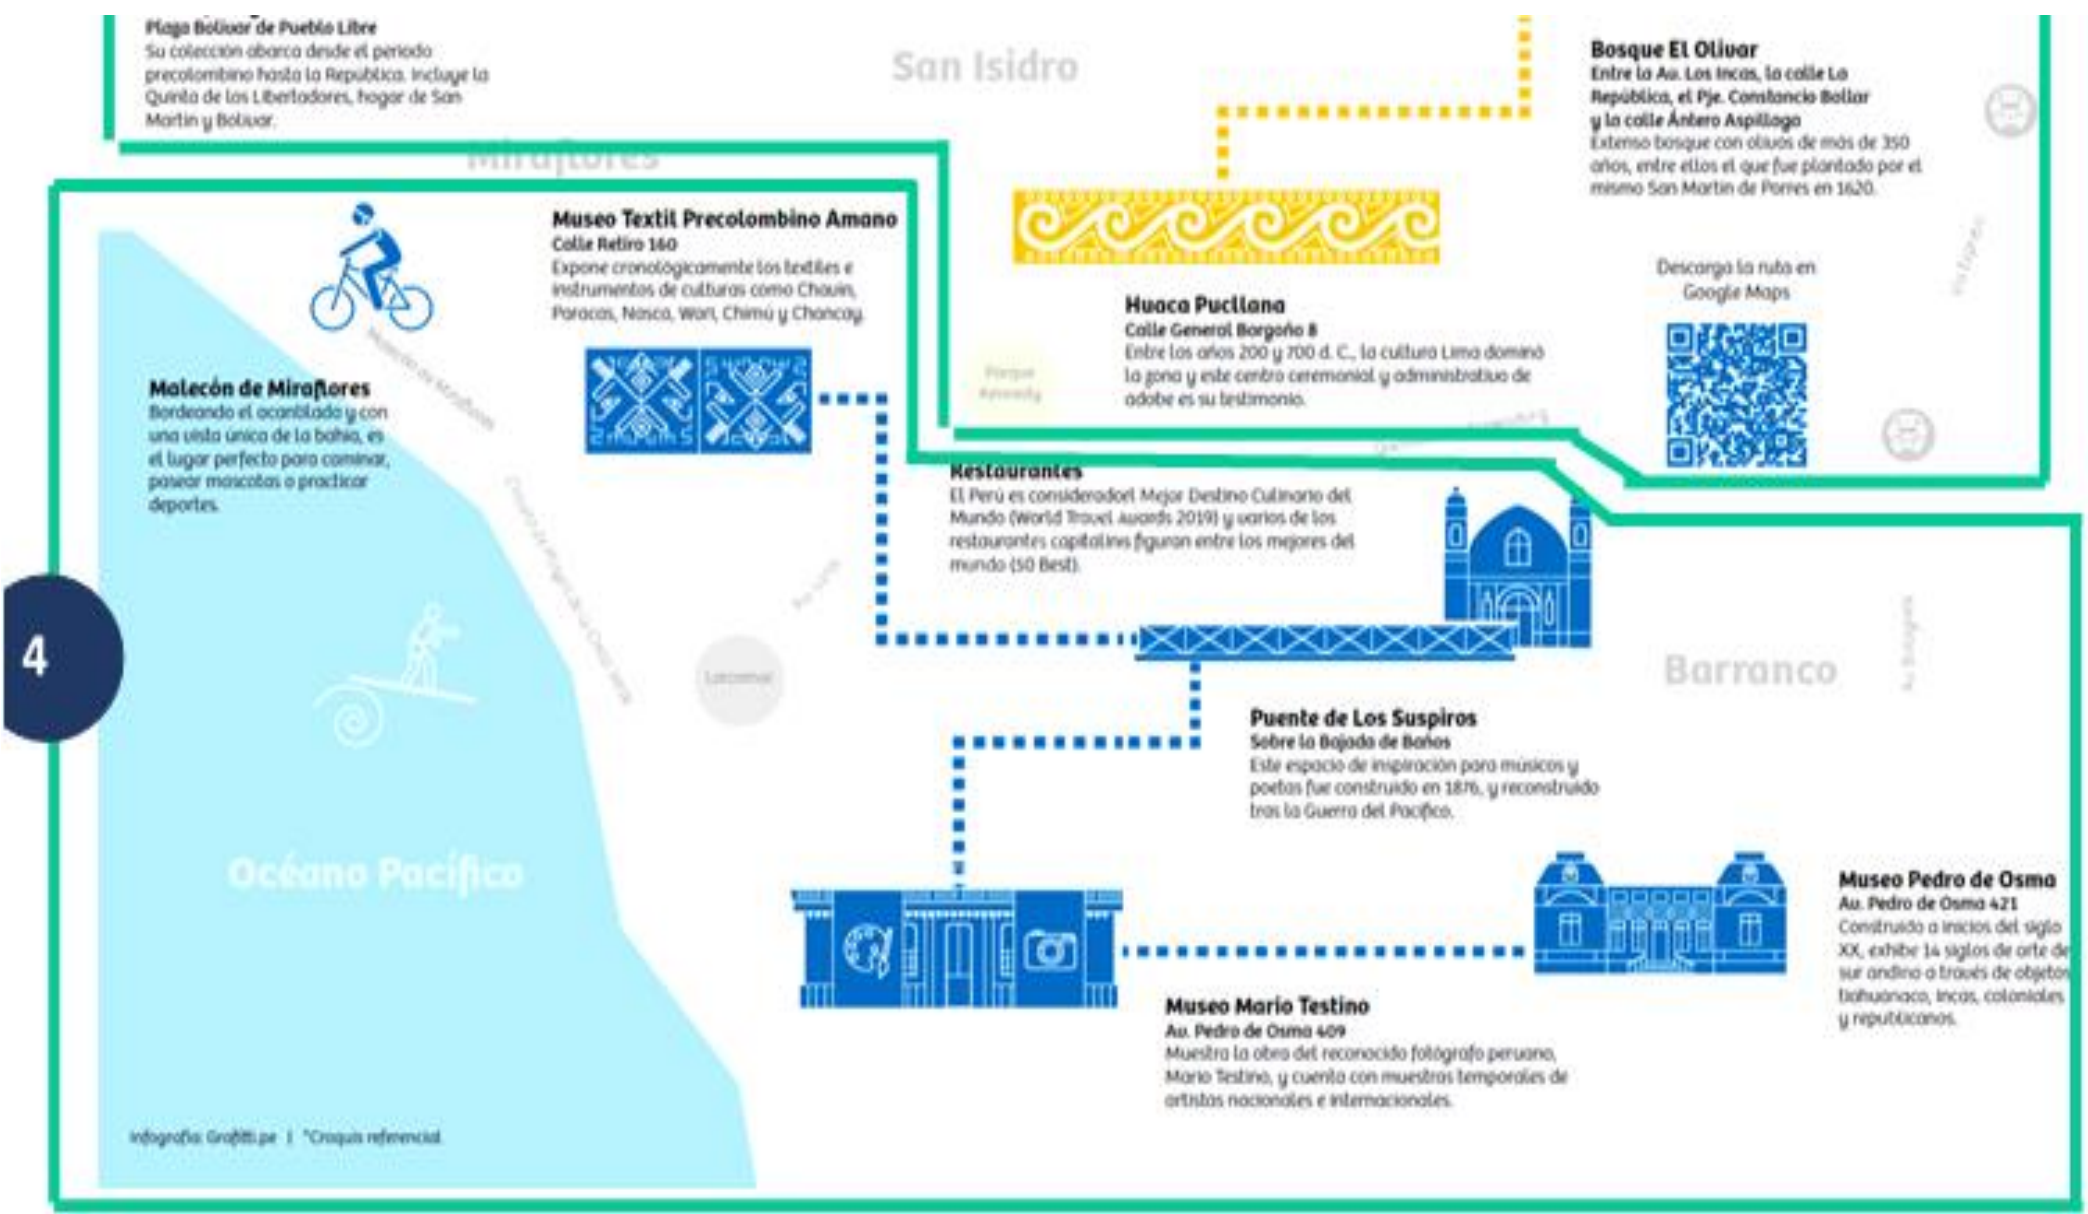 Plaza Bolívar de Pueblo Libre
Su colección abarca desde el periodo
precolombino hasta la República. Incluye la
Quinta de los Libertadores, hogar de San
Martín y Bolívar.
San Isidro
Miraflores
Bosque El Olivar
Entre la Av. Los Incas, la calle La
República, el Pje. Constancio Bollar
y la calle Ántero Aspillaga
Extenso bosque con olivos de más de 350
años, entre ellos el que fue plantado por el
mismo San Martín de Porres en 1620.
Descarga la ruta en
Google Maps
Vía Expresa
Museo Textil Precolombino Amano
Calle Retiro 160
Expone cronológicamente los textiles e
instrumentos de culturas como Chavín,
Paracas, Nasca, Wari, Chimú y Chancay.
Huaca Pucllana
Calle General Borgoño 8
Entre los años 200 y 700 d. C., la cultura Lima dominó
la zona y este centro ceremonial y administrativo de
adobe es su testimonio.
Parque
Kennedy
Malecón de Miraflores
Malecón de Miraflores
Bordeando el acantilado y con
una vista única de la bahía, es
el lugar perfecto para caminar,
pasear mascotas o practicar
deportes.
Restaurantes
El Perú es consideradorl Mejor Destino Culinario del
Mundo (World Travel Awards 2019) y varios de los
restaurantes capitalinis figuran entre los mejores del
mundo (50 Best).
4
Larcomar
Barranco
Puente de Los Suspiros
Sobre la Bajada de Baños
Este espacio de inspiración para músicos y
poetas fue construido en 1876, y reconstruido
tras la Guerra del Pacífico.
Océano Pacífico
Museo Pedro de Osma
Av. Pedro de Osma 421
Construido a inicios del siglo
XX, exhibe 14 siglos de arte de
sur andino a través de objetos
tiahuanaco, incas, coloniales
y republicanos.
Museo Mario Testino
Av. Pedro de Osma 409
Muestra la obra del reconocido fotógrafo peruano,
Mario Testino, y cuenta con muestras temporales de
artistas nacionales e internacionales.
Infografía: Grafitti.pe | *Croquis referencial